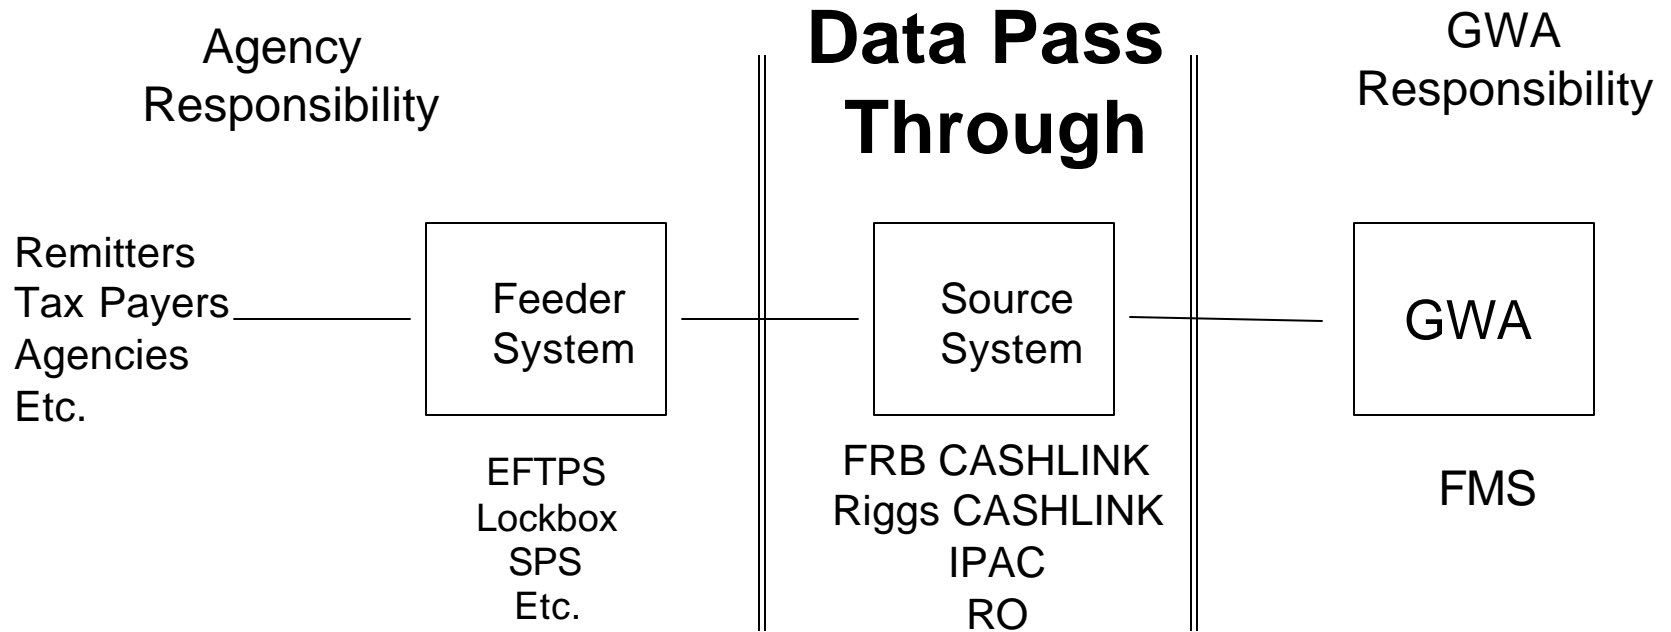 Agency
Responsibility
Data Pass
Through
GWA
Responsibility
Remitters
Tax Payers
Agencies
Etc.
Feeder
System
EFTPS
Lockbox
SPS
Etc.
Source
System
FRB CASHLINK
Riggs CASHLINK
IPAC
RO
GWA
FMS